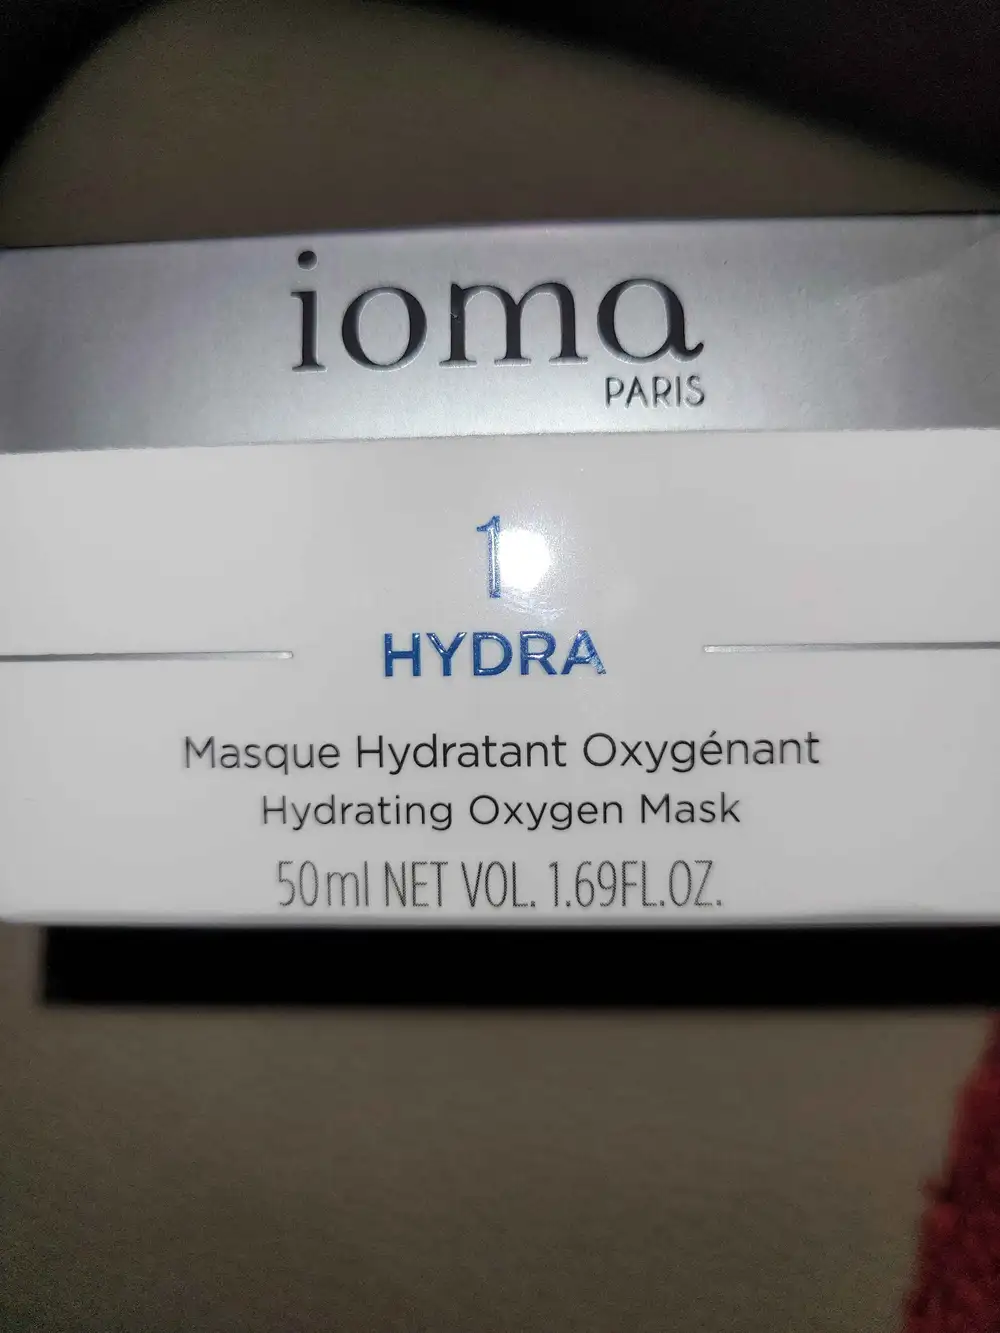 ioma
PARIS
1
HYDRA
Masque Hydratant Oxygénant
Hydrating Oxygen Mask
50ml NET VOL. 1.69FL.OZ.